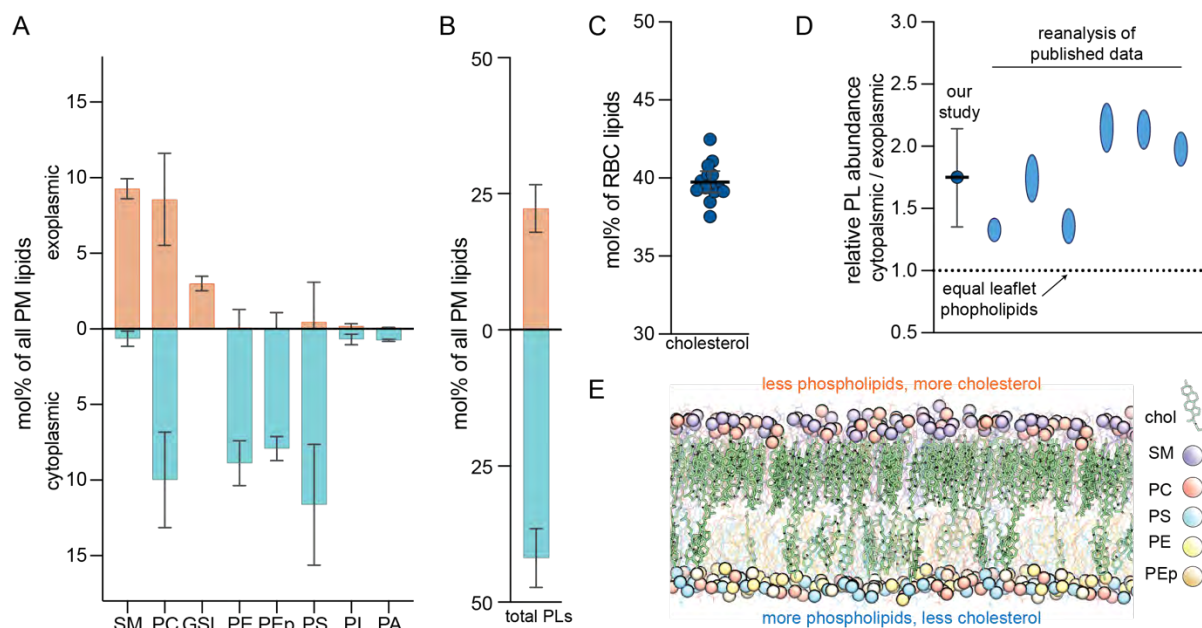 A
mol% of all PM lipids
exoplasmic
cytoplasmic
15
10
5
0
5
10
15
SM PC GSL PE PEp PS PI PA
B
mol% of all PM lipids
50
25
0
25
50
total PLs
C
mol% of RBC lipids
50
45
40
35
30
cholesterol
D
relative PL abundance
cytopalsmic / exoplasmic
3.0
2.5
2.0
1.5
1.0
0.5
reanalysis of
published data
our
study
equal leaflet
phopholipids
E
less phospholipids, more cholesterol
more phospholipids, less cholesterol
chol
SM
PC
PS
PE
PEp